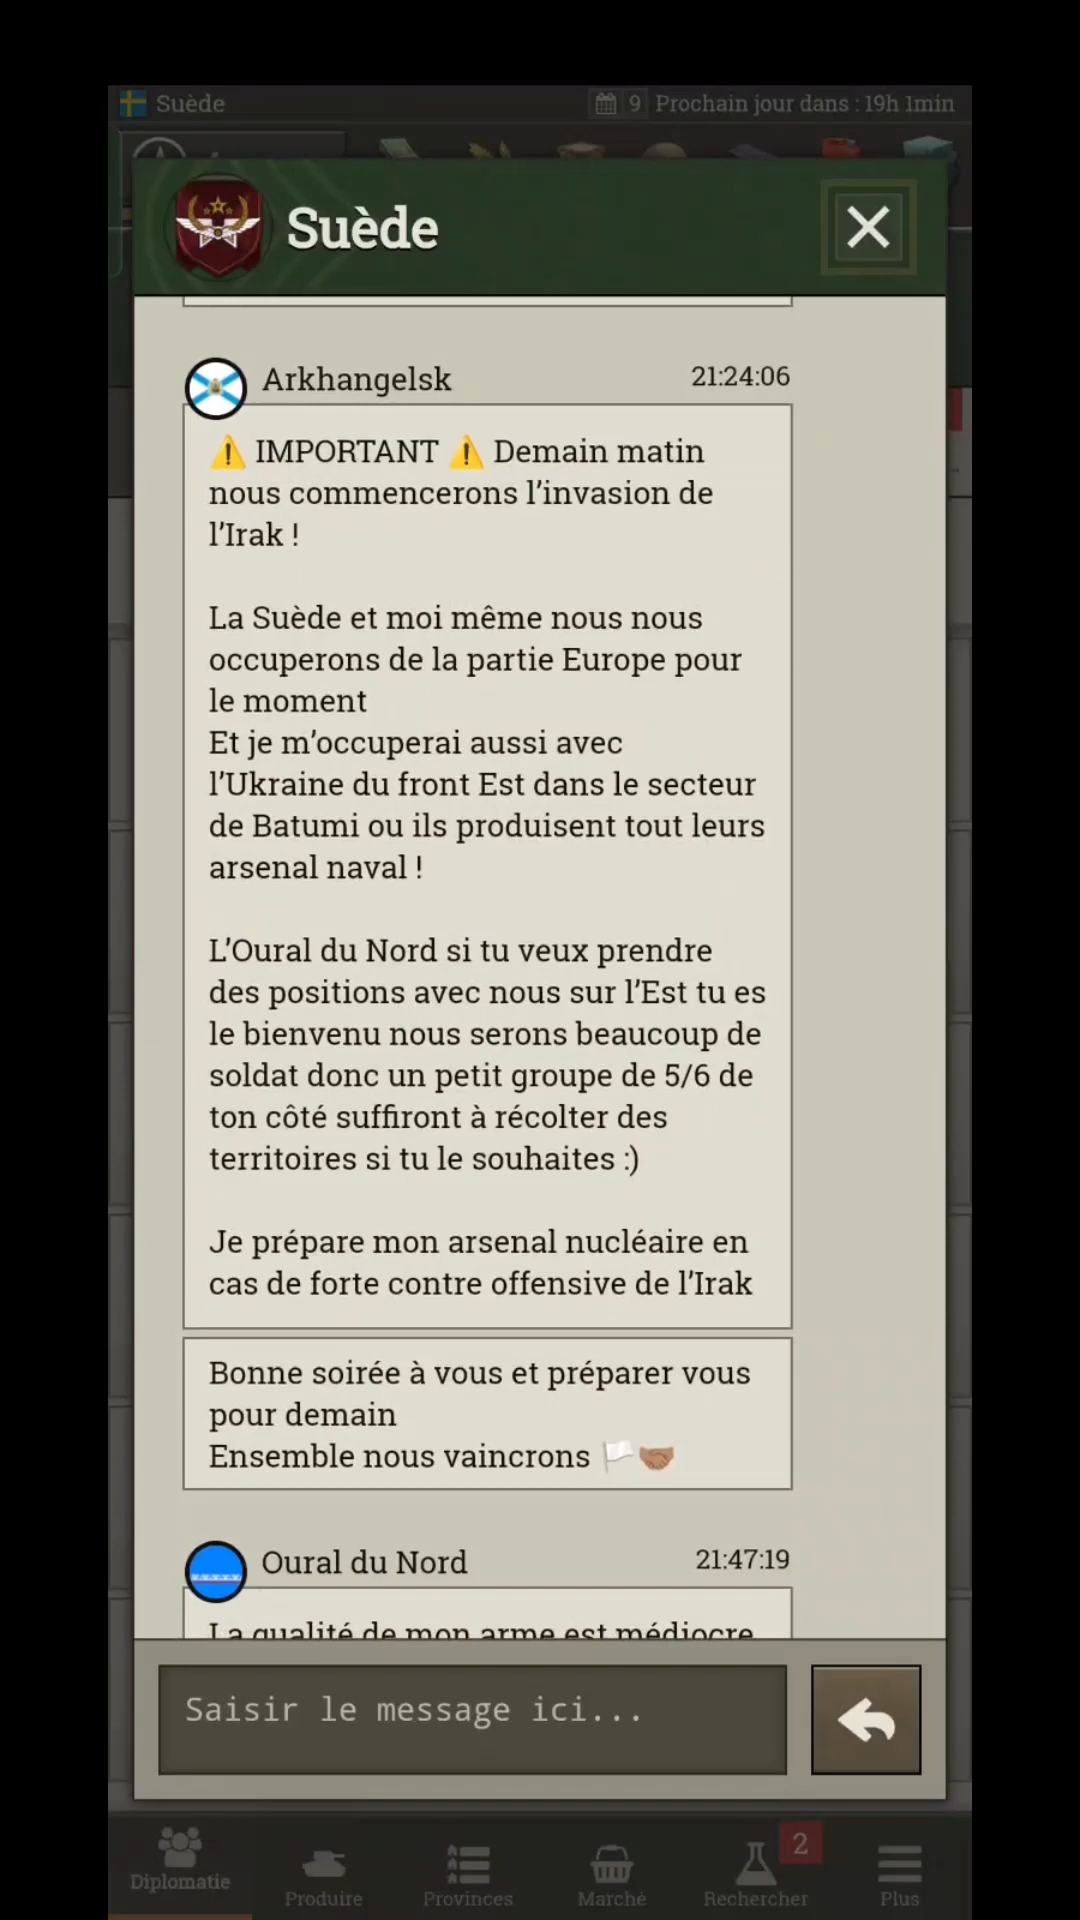 Suède
9 Prochain jour dans : 19h 1min
Suède
Arkhangelsk 21:24:06
⚠️ IMPORTANT ⚠️ Demain matin
nous commencerons l’invasion de
l’Irak !
La Suède et moi même nous nous
occuperons de la partie Europe pour
le moment
Et je m’occuperai aussi avec
l’Ukraine du front Est dans le secteur
de Batumi ou ils produisent tout leurs
arsenal naval !
L’Oural du Nord si tu veux prendre
des positions avec nous sur l’Est tu es
le bienvenu nous serons beaucoup de
soldat donc un petit groupe de 5/6 de
ton côté suffiront à récolter des
territoires si tu le souhaites :)
Je prépare mon arsenal nucléaire en
cas de forte contre offensive de l’Irak
Bonne soirée à vous et préparer vous
pour demain
Ensemble nous vaincrons 🏳️🤝🏽
Oural du Nord 21:47:19
La qualité de mon arme est médiocre
Saisir le message ici...
2
Diplomatie Produire Provinces Marché Rechercher Plus